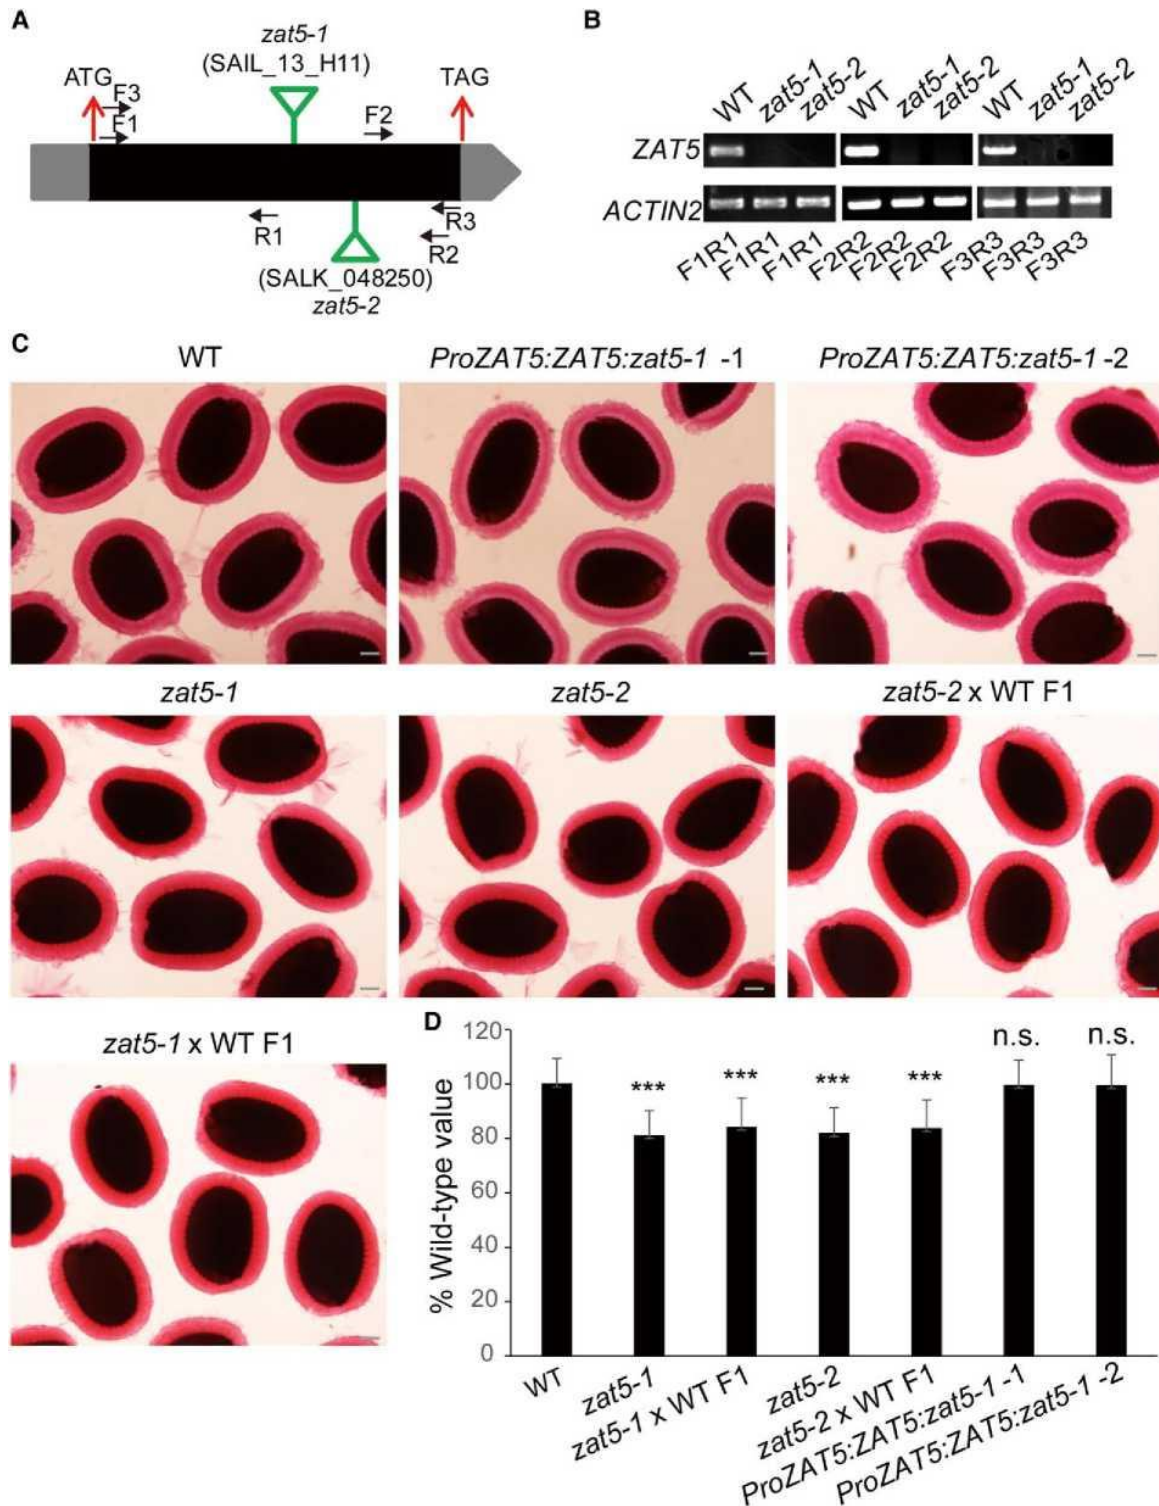 A
zat5-1
(SAIL_13_H11)
ATG
TAG
F3
F1
F2
R1
R3
R2
(SALK_048250)
zat5-2
B
WT zat5-1 zat5-2 WT zat5-1 zat5-2 WT zat5-1 zat5-2
ZAT5
ACTIN2
F1R1 F1R1 F1R1 F2R2 F2R2 F2R2 F3R3 F3R3 F3R3
C
WT
ProZAT5:ZAT5:zat5-1 -1
ProZAT5:ZAT5:zat5-1 -2
zat5-1
zat5-2
zat5-2 x WT F1
zat5-1 x WT F1
D
% Wild-type value
120
100
80
60
40
20
0
*** *** *** *** n.s. n.s.
WT
zat5-1
zat5-1 x WT F1
zat5-2
zat5-2 x WT F1
ProZAT5:ZAT5:zat5-1 -1
ProZAT5:ZAT5:zat5-1 -2